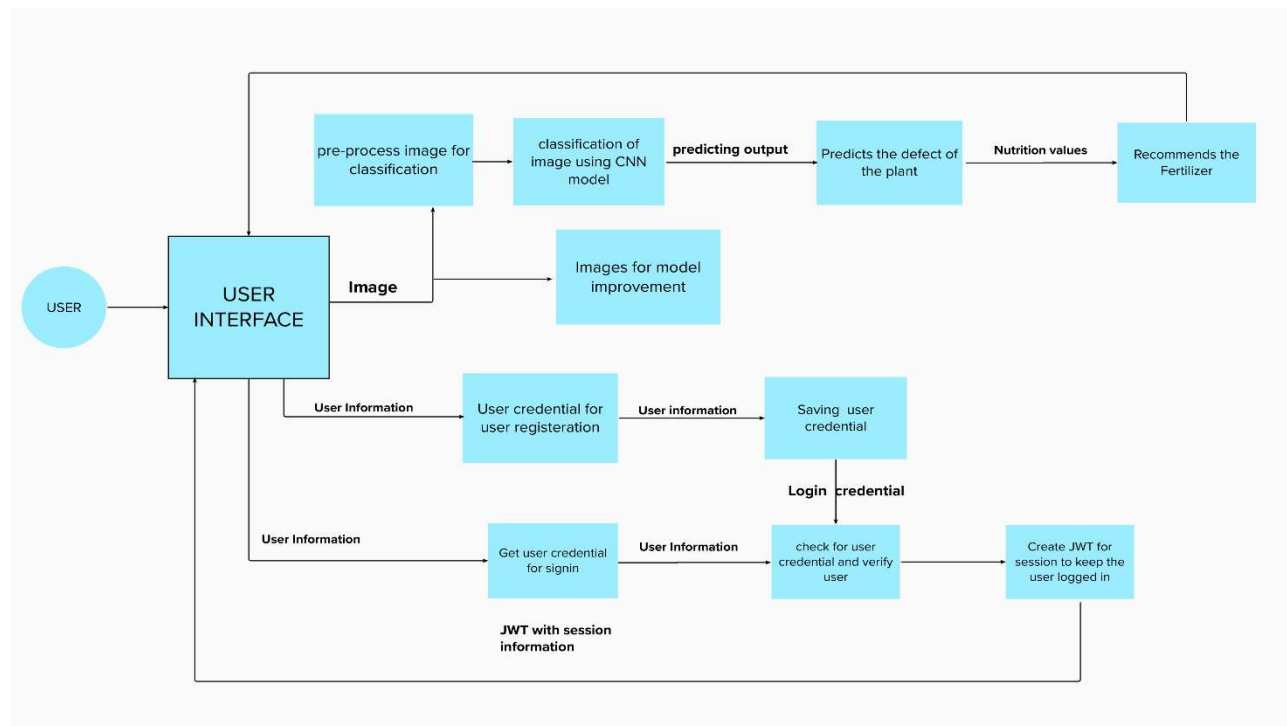 pre-process image for
classification
classification of
image using CNN
model
predicting output
Predicts the defect of
the plant
Nutrition values
Recommends the
Fertilizer
USER
USER
INTERFACE
Image
Images for model
improvement
User Information
User credential for
user registeration
User information
Saving user
credential
Login credential
User Information
Get user credential
for signin
User Information
check for user
credential and verify
user
Create JWT for
session to keep the
user logged in
JWT with session
information